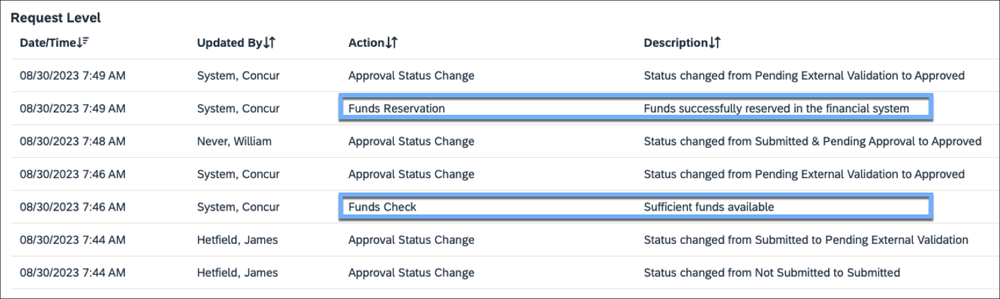 Request Level
Date/Time Updated By Action Description
08/30/2023 7:49 AM System, Concur Approval Status Change Status changed from Pending External Validation to Approved
08/30/2023 7:49 AM System, Concur Funds Reservation Funds successfully reserved in the financial system
08/30/2023 7:48 AM Never, William Approval Status Change Status changed from Submitted & Pending Approval to Approved
08/30/2023 7:46 AM System, Concur Approval Status Change Status changed from Pending External Validation to Approved
08/30/2023 7:46 AM System, Concur Funds Check Sufficient funds available
08/30/2023 7:44 AM Hetfield, James Approval Status Change Status changed from Submitted to Pending External Validation
08/30/2023 7:44 AM Hetfield, James Approval Status Change Status changed from Not Submitted to Submitted